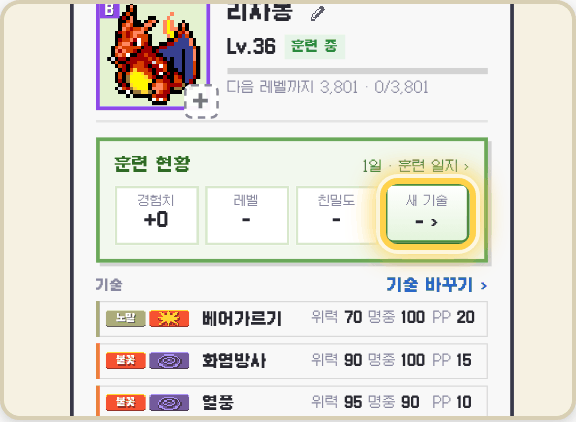 B 리자몽
Lv.36 훈련 중
다음 레벨까지 3,801 · 0/3,801
+
훈련 현황 1일 · 훈련 일지 ›
경험치 레벨 친밀도 새 기술
+0 - - - ›
기술 기술 바꾸기 ›
노말 베어가르기 위력 70 명중 100 PP 20
불꽃 화염방사 위력 90 명중 100 PP 15
불꽃 열풍 위력 95 명중 90 PP 10